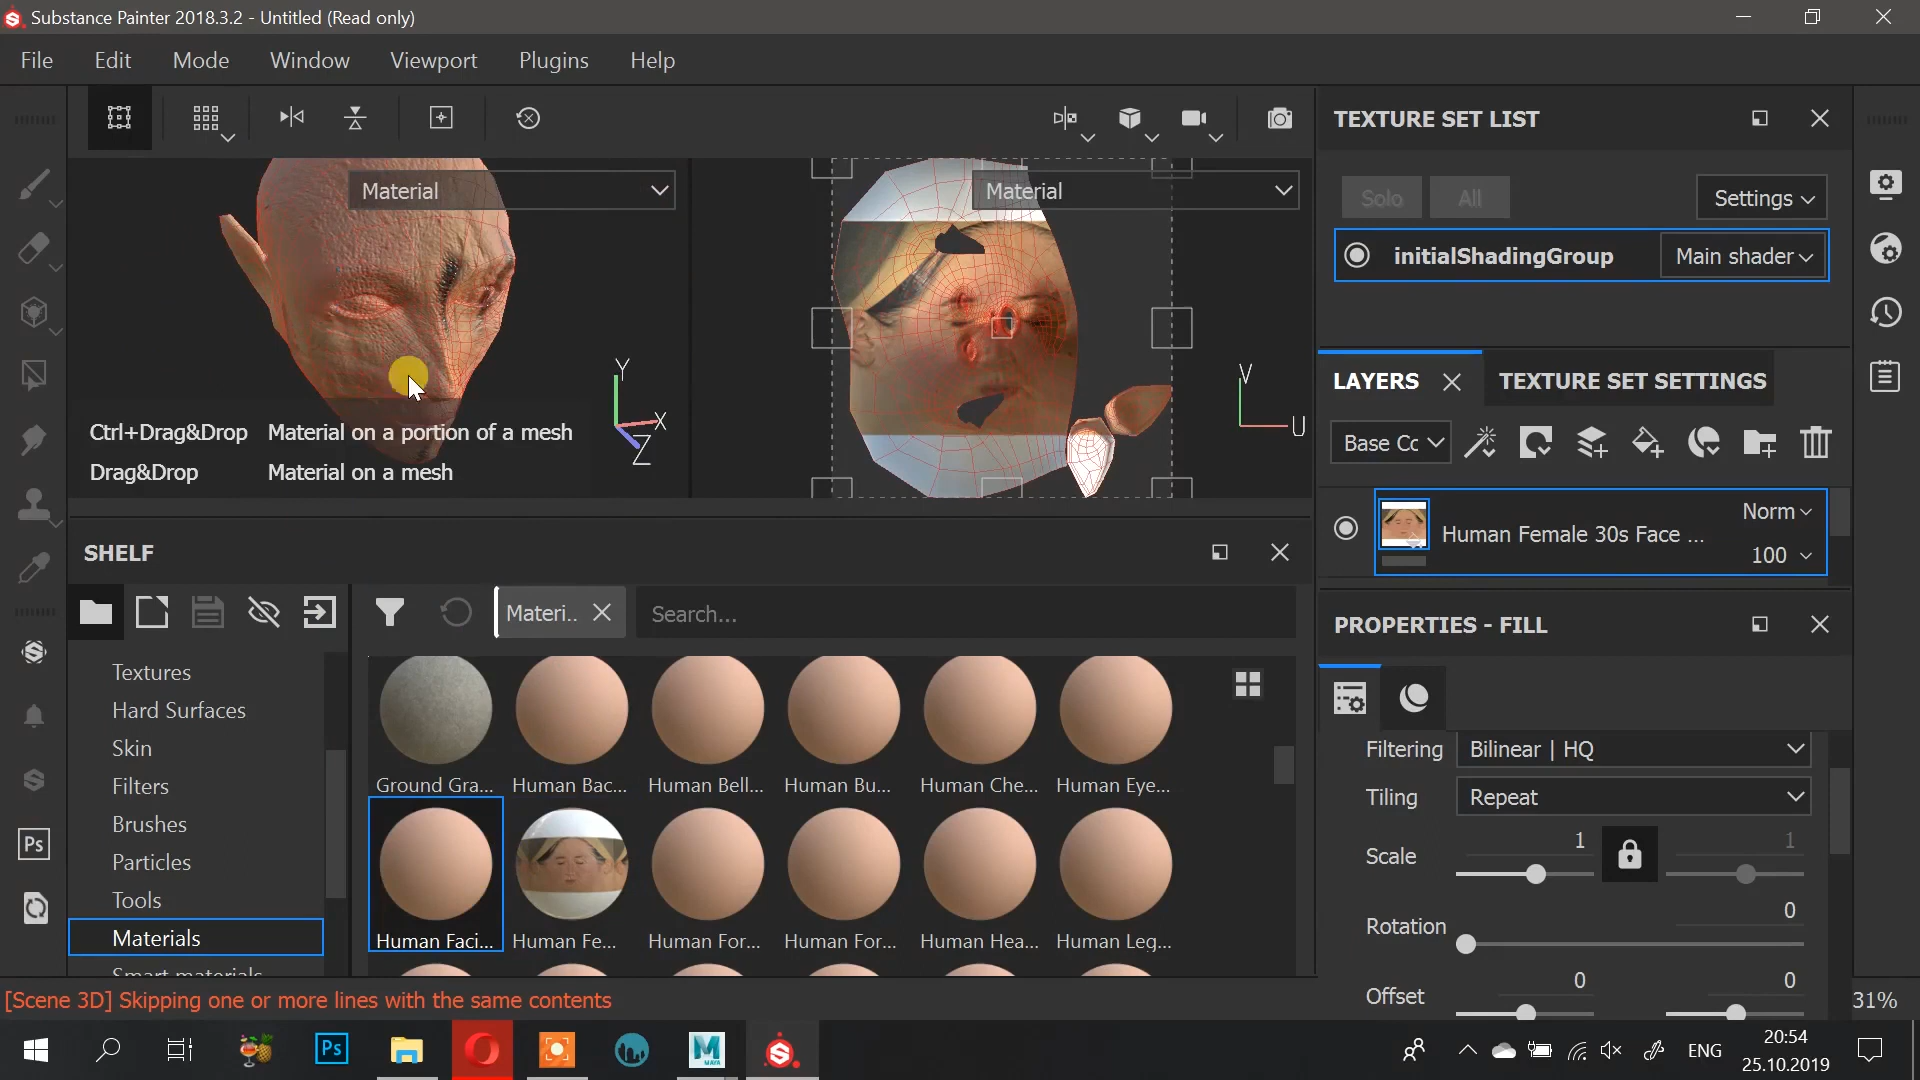 Substance Painter 2018.3.2 - Untitled (Read only)
File Edit Mode Window Viewport Plugins Help
TEXTURE SET LIST
Material
Material
Solo All Settings
initialShadingGroup Main shader
Y
X
Z
V
U
Ctrl+Drag&Drop Material on a portion of a mesh
Drag&Drop Material on a mesh
LAYERS TEXTURE SET SETTINGS
Base Cc
Norm
Human Female 30s Face ...
100
SHELF
Materi.. Search...
PROPERTIES - FILL
Textures
Hard Surfaces
Skin
Filters
Brushes
Particles
Tools
Materials
Smart materials
Ground Gra... Human Bac... Human Bell... Human Bu... Human Che... Human Eye...
Human Faci... Human Fe... Human For... Human For... Human Hea... Human Leg...
Filtering Bilinear | HQ
Tiling Repeat
Scale 1 1
Rotation 0
Offset 0 0
[Scene 3D] Skipping one or more lines with the same contents
31%
Ps
Ps
MAYA
ENG
20:54
25.10.2019